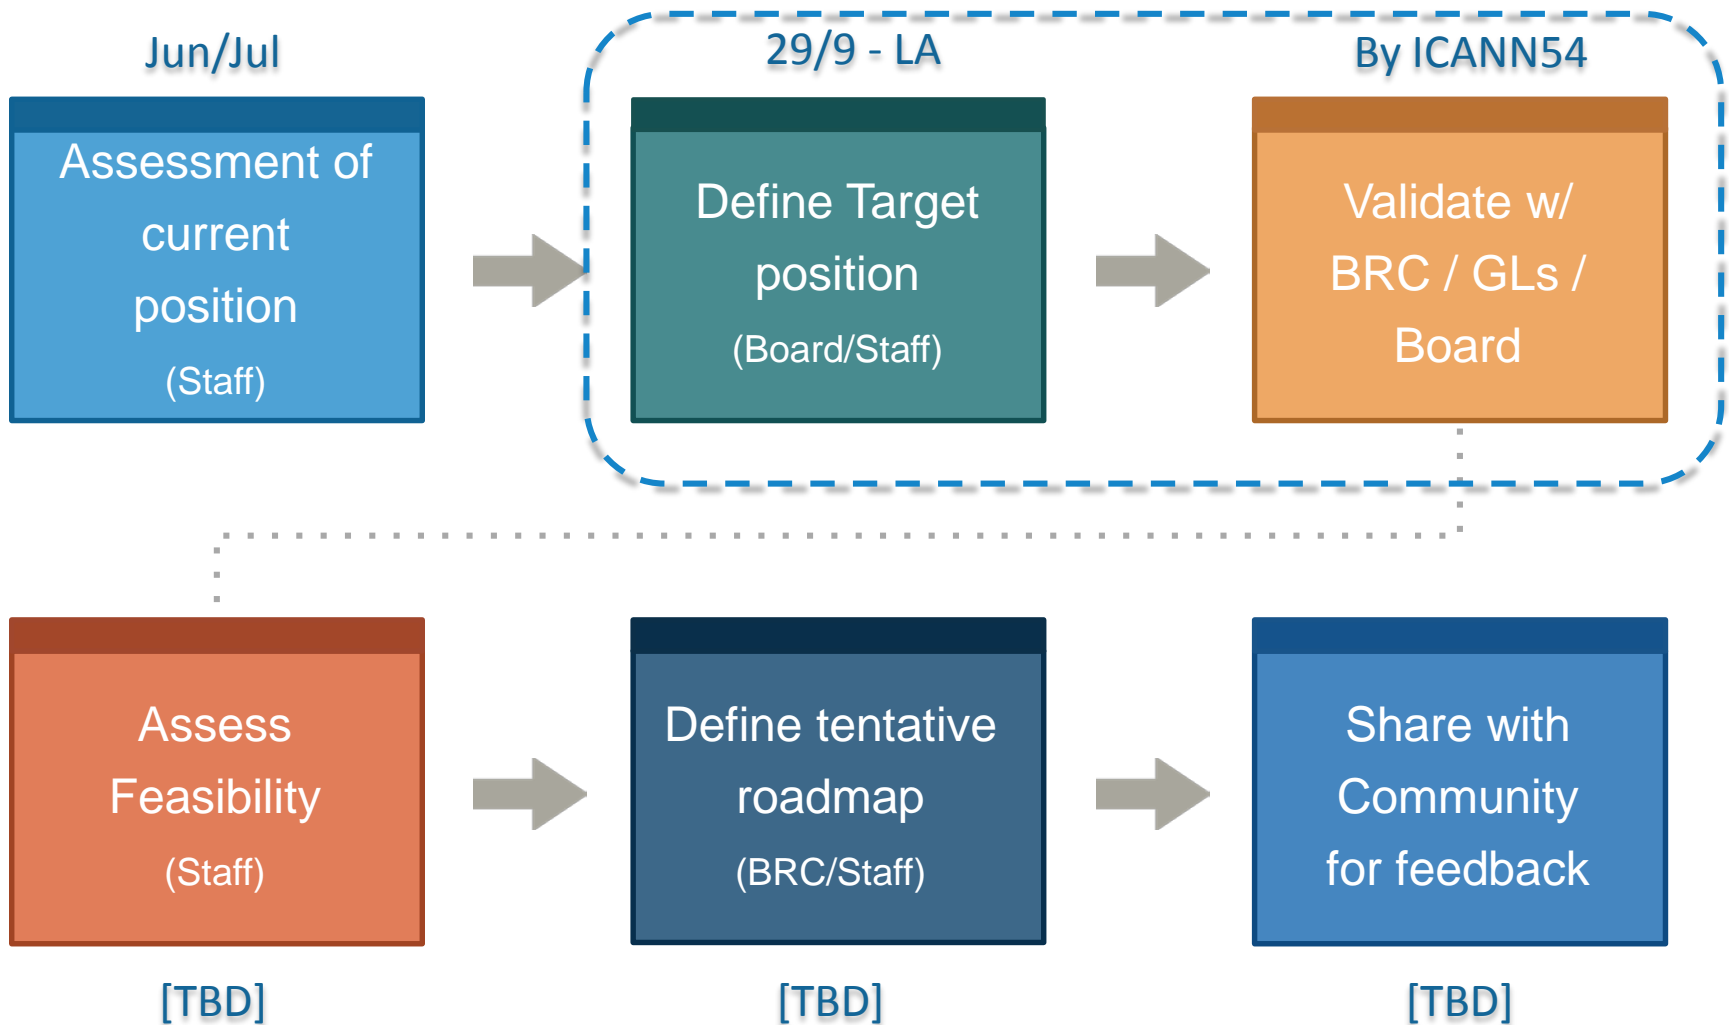 Jun/Jul
29/9 - LA
By ICANN54
Assessment of
current
position
(Staff)
Define Target
position
(Board/Staff)
Validate w/
BRC / GLs /
Board
Assess
Feasibility
(Staff)
Define tentative
roadmap
(BRC/Staff)
Share with
Community
for feedback
[TBD]
[TBD]
[TBD]